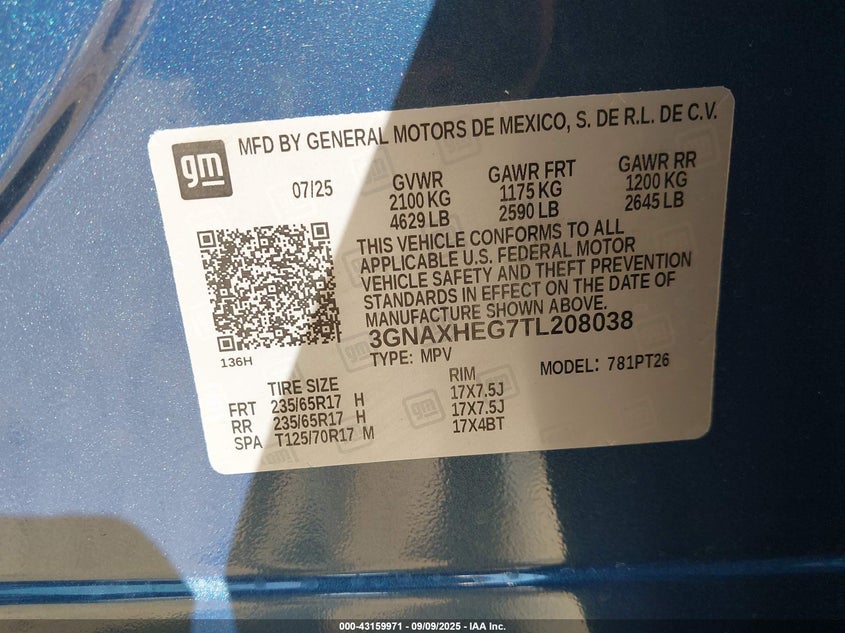 gm
MFD BY GENERAL MOTORS DE MEXICO, S. DE R.L. DE C.V.
07/25
GVWR
2100 KG
4629 LB
GAWR FRT
1175 KG
2590 LB
GAWR RR
1200 KG
2645 LB
THIS VEHICLE CONFORMS TO ALL
APPLICABLE U.S. FEDERAL MOTOR
VEHICLE SAFETY AND THEFT PREVENTION
STANDARDS IN EFFECT ON THE DATE OF
MANUFACTURE SHOWN ABOVE.
3GNAXHEG7TL208038
136H
TYPE: MPV
MODEL: 781PT26
TIRE SIZE RIM
FRT 235/65R17 H 17X7.5J
RR 235/65R17 H 17X7.5J
SPA T125/70R17 M 17X4BT
000-43159971 - 09/09/2025 - IAA Inc.